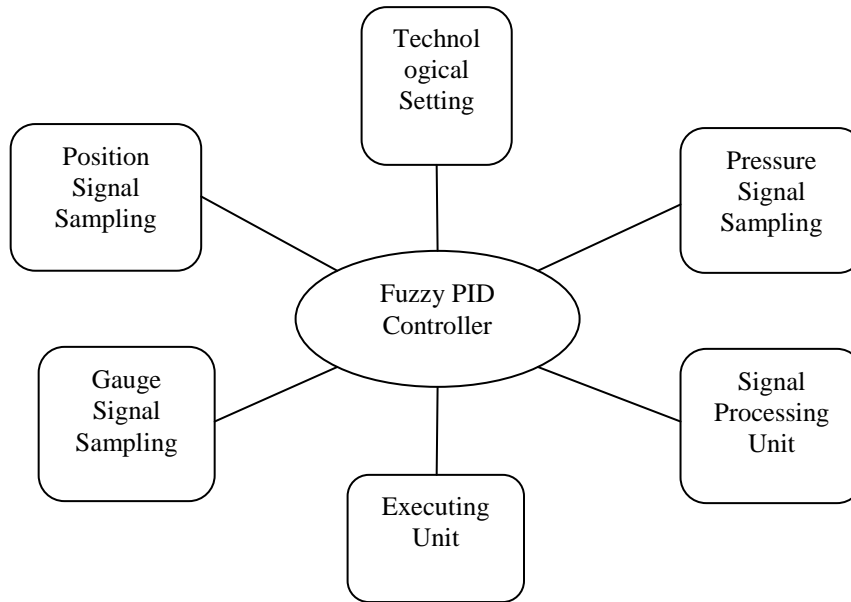 Technol
ogical
Setting
Position
Signal
Sampling
Pressure
Signal
Sampling
Fuzzy PID
Controller
Gauge
Signal
Sampling
Signal
Processing
Unit
Executing
Unit